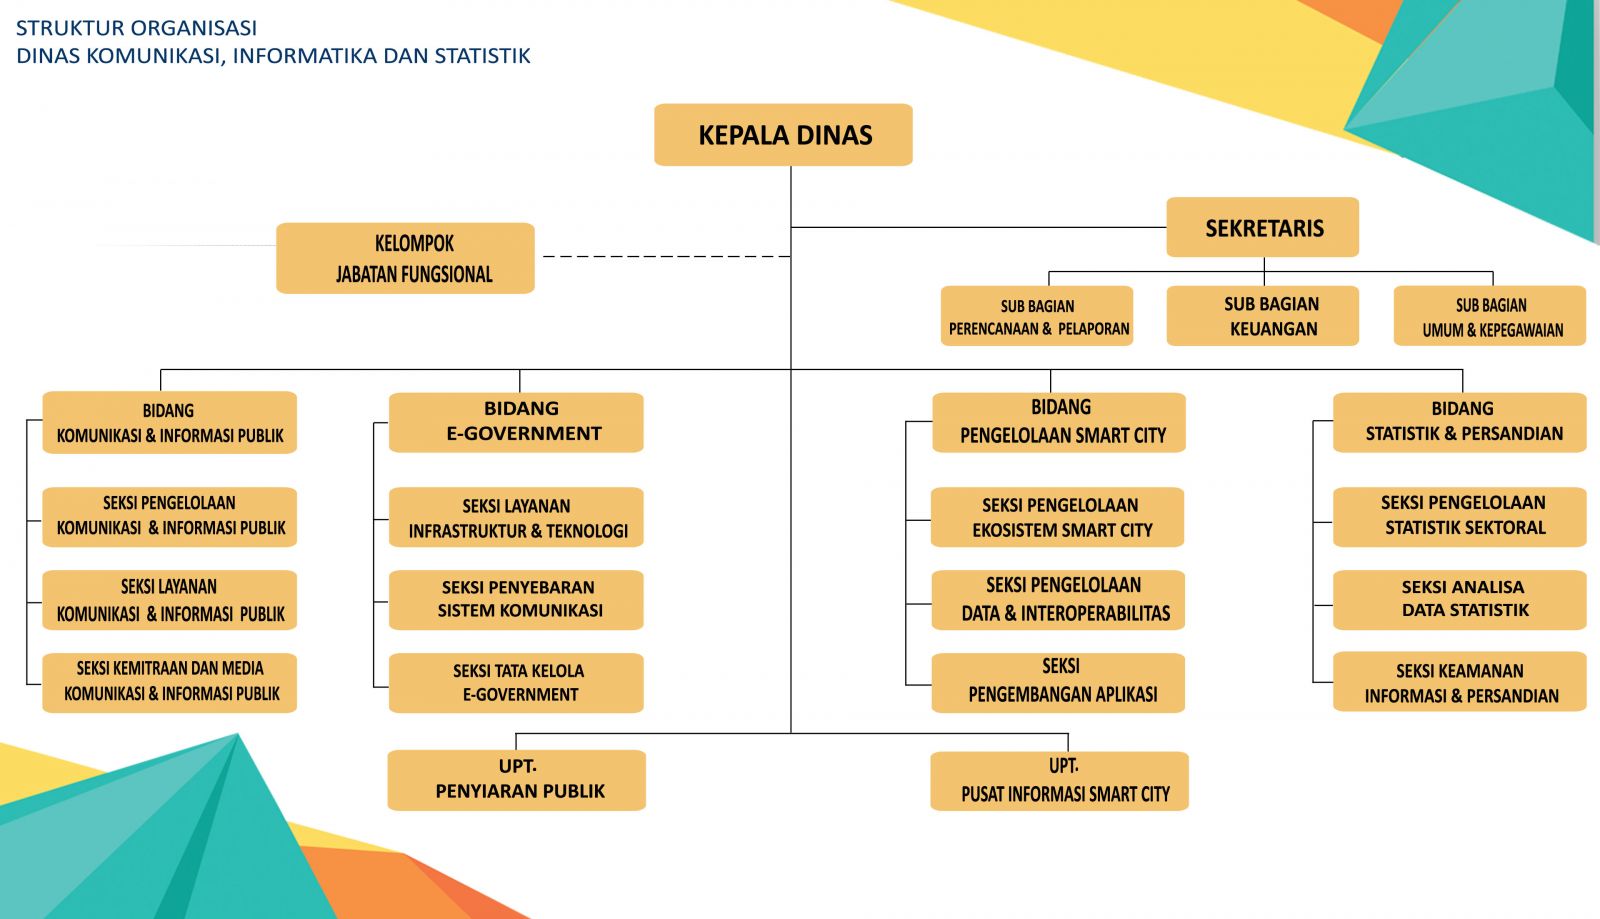 STRUKTUR ORGANISASI
DINAS KOMUNIKASI, INFORMATIKA DAN STATISTIK
KEPALA DINAS
SEKRETARIS
KELOMPOK
JABATAN FUNGSIONAL
SUB BAGIAN
PERENCANAAN & PELAPORAN
SUB BAGIAN
KEUANGAN
SUB BAGIAN
UMUM & KEPEGAWAIAN
BIDANG
KOMUNIKASI & INFORMASI PUBLIK
SEKSI PENGELOLAAN
KOMUNIKASI & INFORMASI PUBLIK
SEKSI LAYANAN
KOMUNIKASI & INFORMASI PUBLIK
SEKSI KEMITRAAN DAN MEDIA
KOMUNIKASI & INFORMASI PUBLIK
BIDANG
E-GOVERNMENT
SEKSI LAYANAN
INFRASTRUKTUR & TEKNOLOGI
SEKSI PENYEBARAN
SISTEM KOMUNIKASI
SEKSI TATA KELOLA
E-GOVERNMENT
BIDANG
PENGELOLAAN SMART CITY
SEKSI PENGELOLAAN
EKOSISTEM SMART CITY
SEKSI PENGELOLAAN
DATA & INTEROPERABILITAS
SEKSI
PENGEMBANGAN APLIKASI
BIDANG
STATISTIK & PERSANDIAN
SEKSI PENGELOLAAN
STATISTIK SEKTORAL
SEKSI ANALISA
DATA STATISTIK
SEKSI KEAMANAN
INFORMASI & PERSANDIAN
UPT.
PENYIARAN PUBLIK
UPT.
PUSAT INFORMASI SMART CITY